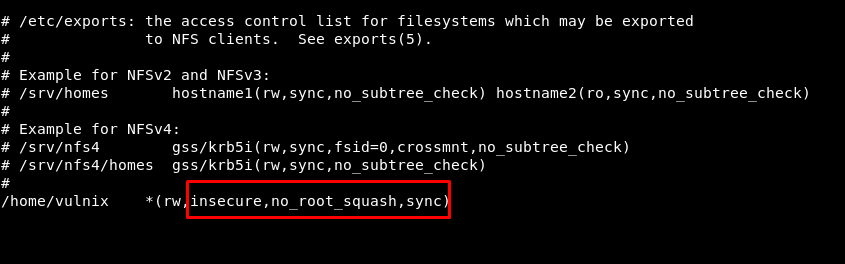 # /etc/exports: the access control list for filesystems which may be exported
#               to NFS clients.  See exports(5).
#
# Example for NFSv2 and NFSv3:
# /srv/homes       hostname1(rw,sync,no_subtree_check) hostname2(ro,sync,no_subtree_check)
#
# Example for NFSv4:
# /srv/nfs4        gss/krb5i(rw,sync,fsid=0,crossmnt,no_subtree_check)
# /srv/nfs4/homes  gss/krb5i(rw,sync,no_subtree_check)
#
/home/vulnix    *(rw,insecure,no_root_squash,sync)